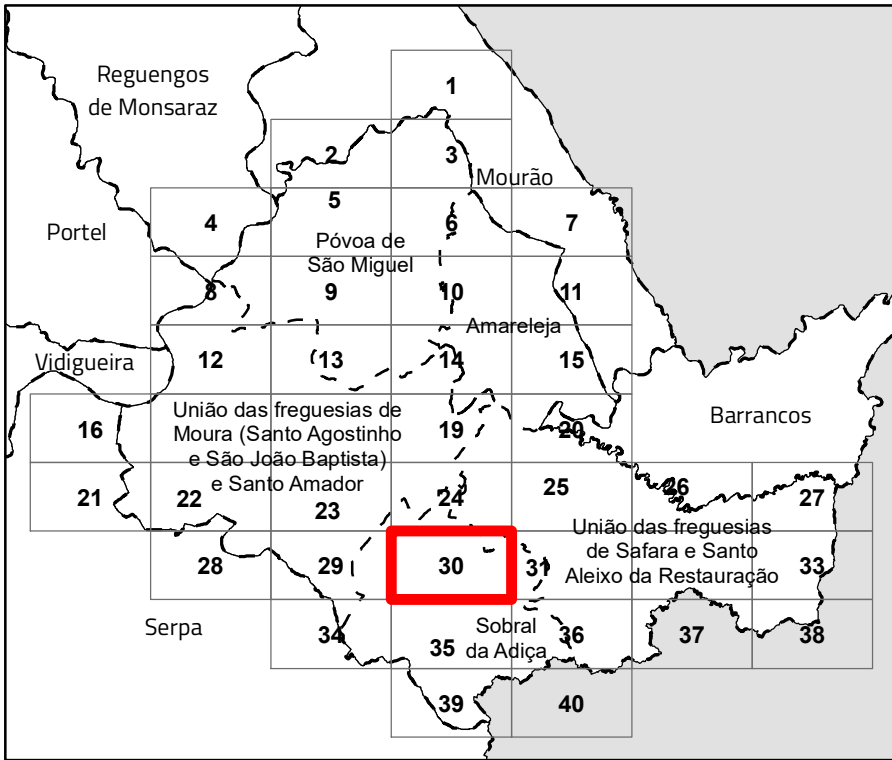 1
Reguengos
de Monsaraz
2
3
Mourão
5
4
6
7
Portel
Póvoa de
São Miguel
8
9
10
11
Amareleja
Vidigueira
12
13
14
15
União das freguesias de
Moura (Santo Agostinho
e São João Baptista)
e Santo Amador
Barrancos
16
19
20
21
22
23
24
25
26
27
União das freguesias
de Safara e Santo
Aleixo da Restauração
28
29
30
31
33
Serpa
34
35
Sobral
da Adiça
36
37
38
39
40